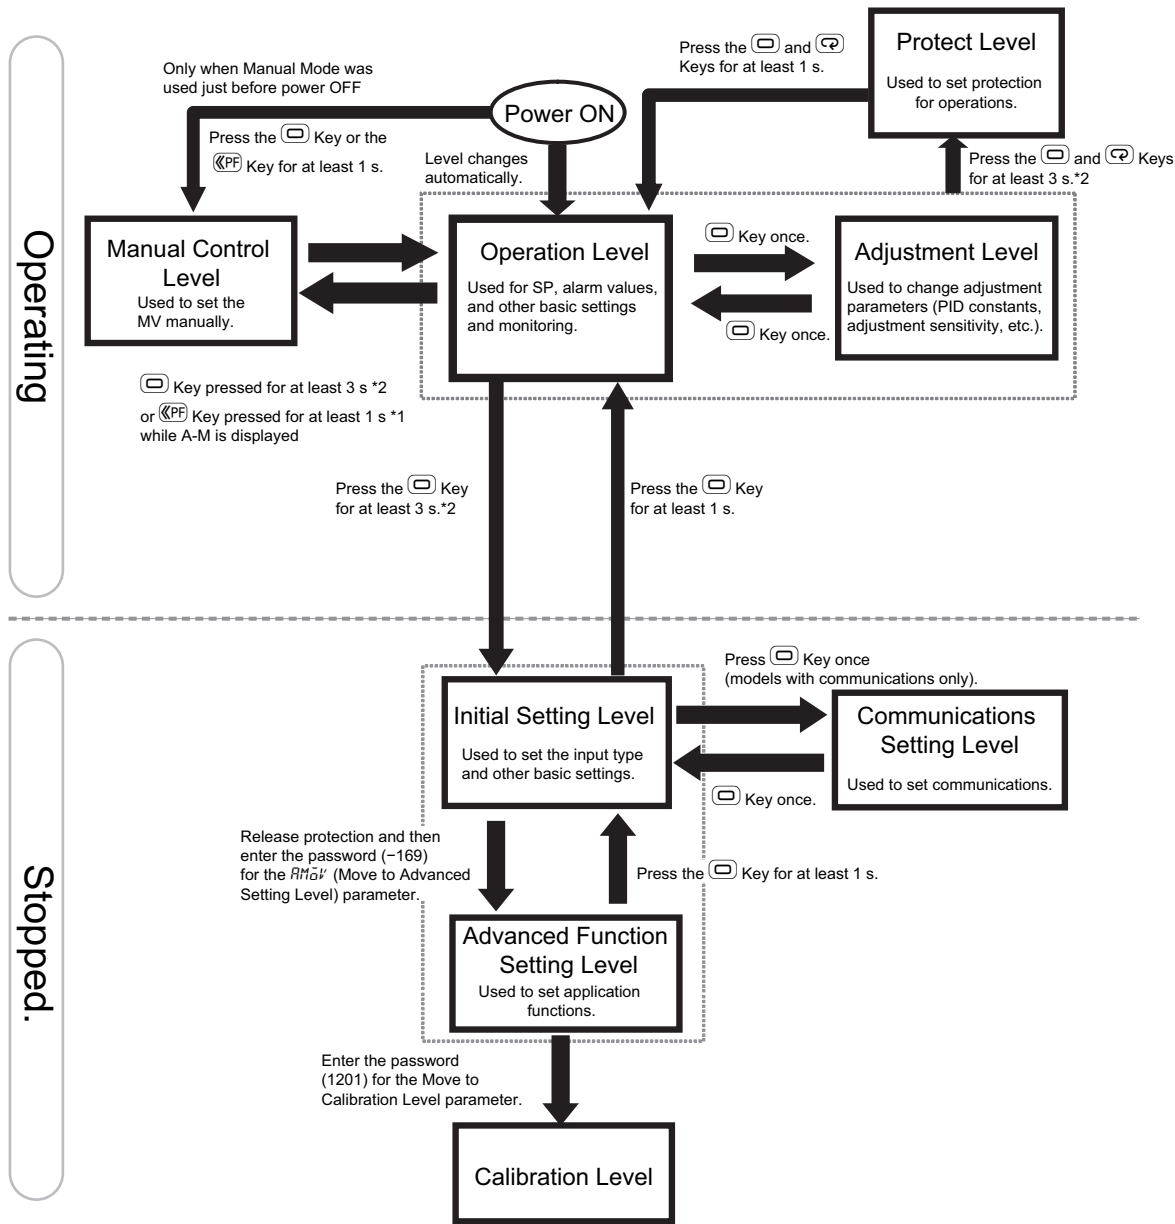 Operating
Only when Manual Mode was
used just before power OFF
Power ON
Press the and
Keys for at least 1 s.
Protect Level
Used to set protection
for operations.
Press the Key or the
PF Key for at least 1 s.
Level changes
automatically.
Press the and Keys
for at least 3 s.*2
Manual Control
Level
Used to set the
MV manually.
Operation Level
Used for SP, alarm values,
and other basic settings
and monitoring.
Key once.
Key once.
Adjustment Level
Used to change adjustment
parameters (PID constants,
adjustment sensitivity, etc.).
Key pressed for at least 3 s *2
or PF Key pressed for at least 1 s *1
while A-M is displayed
Press the Key
for at least 3 s.*2
Press the Key
for at least 1 s.
Stopped.
Initial Setting Level
Used to set the input type
and other basic settings.
Press Key once
(models with communications only).
Key once.
Communications
Setting Level
Used to set communications.
Release protection and then
enter the password (−169)
for the AMoV (Move to Advanced
Setting Level) parameter.
Press the Key for at least 1 s.
Advanced Function
Setting Level
Used to set application
functions.
Enter the password
(1201) for the Move to
Calibration Level parameter.
Calibration Level